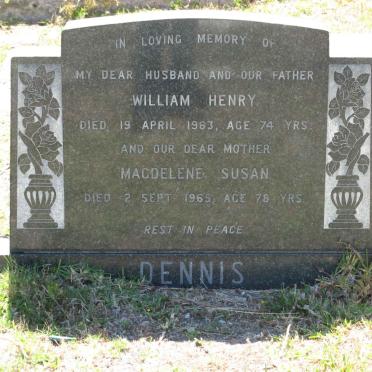 IN LOVING MEMORY OF
MY DEAR HUSBAND AND OUR FATHER
WILLIAM HENRY
DIED 19 APRIL 1963, AGE 74 YRS
AND OUR DEAR MOTHER
MAGDELENE SUSAN
DIED 2 SEPT 1965, AGE 78 YRS.
REST IN PEACE
DENNIS